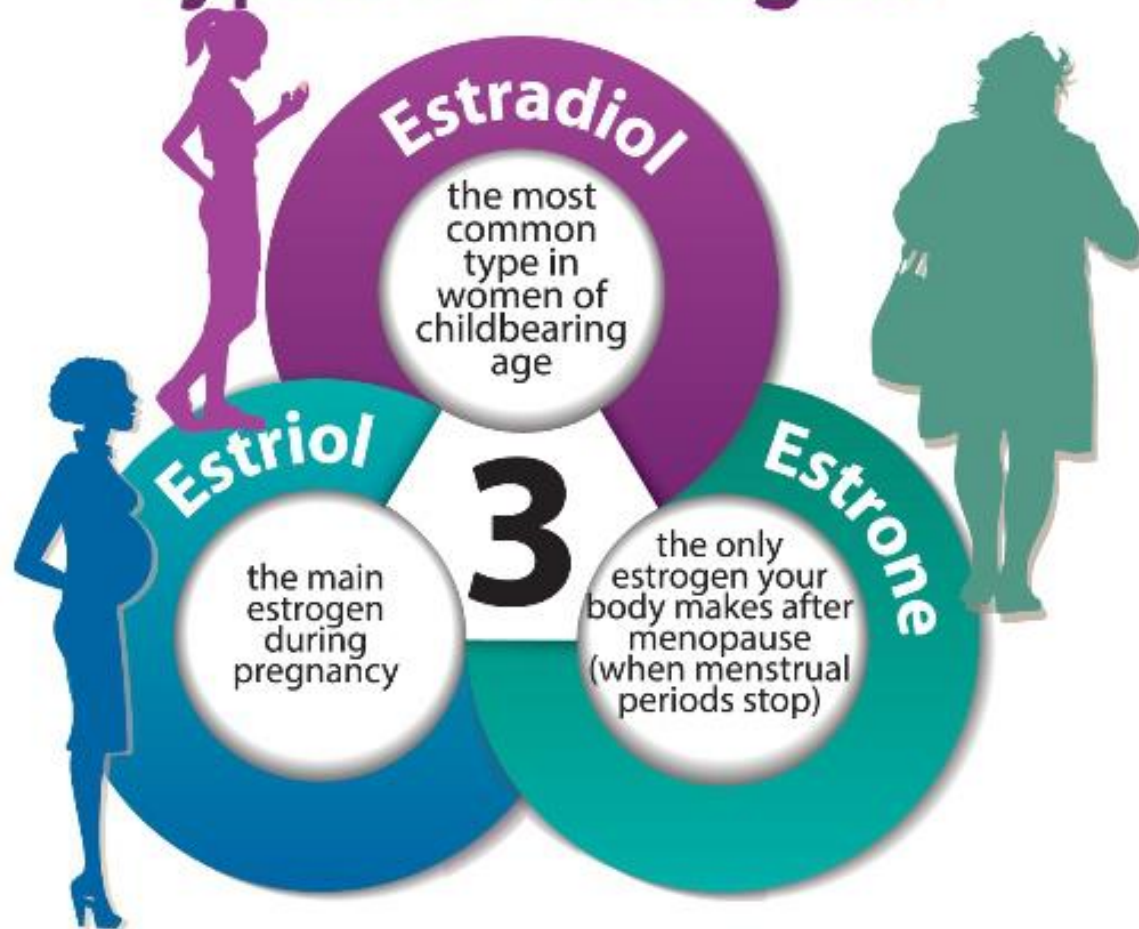 Estradiol
the most
common
type in
women of
childbearing
age
Estriol
the main
estrogen
during
pregnancy
3
Estrone
the only
estrogen your
body makes after
menopause
(when menstrual
periods stop)